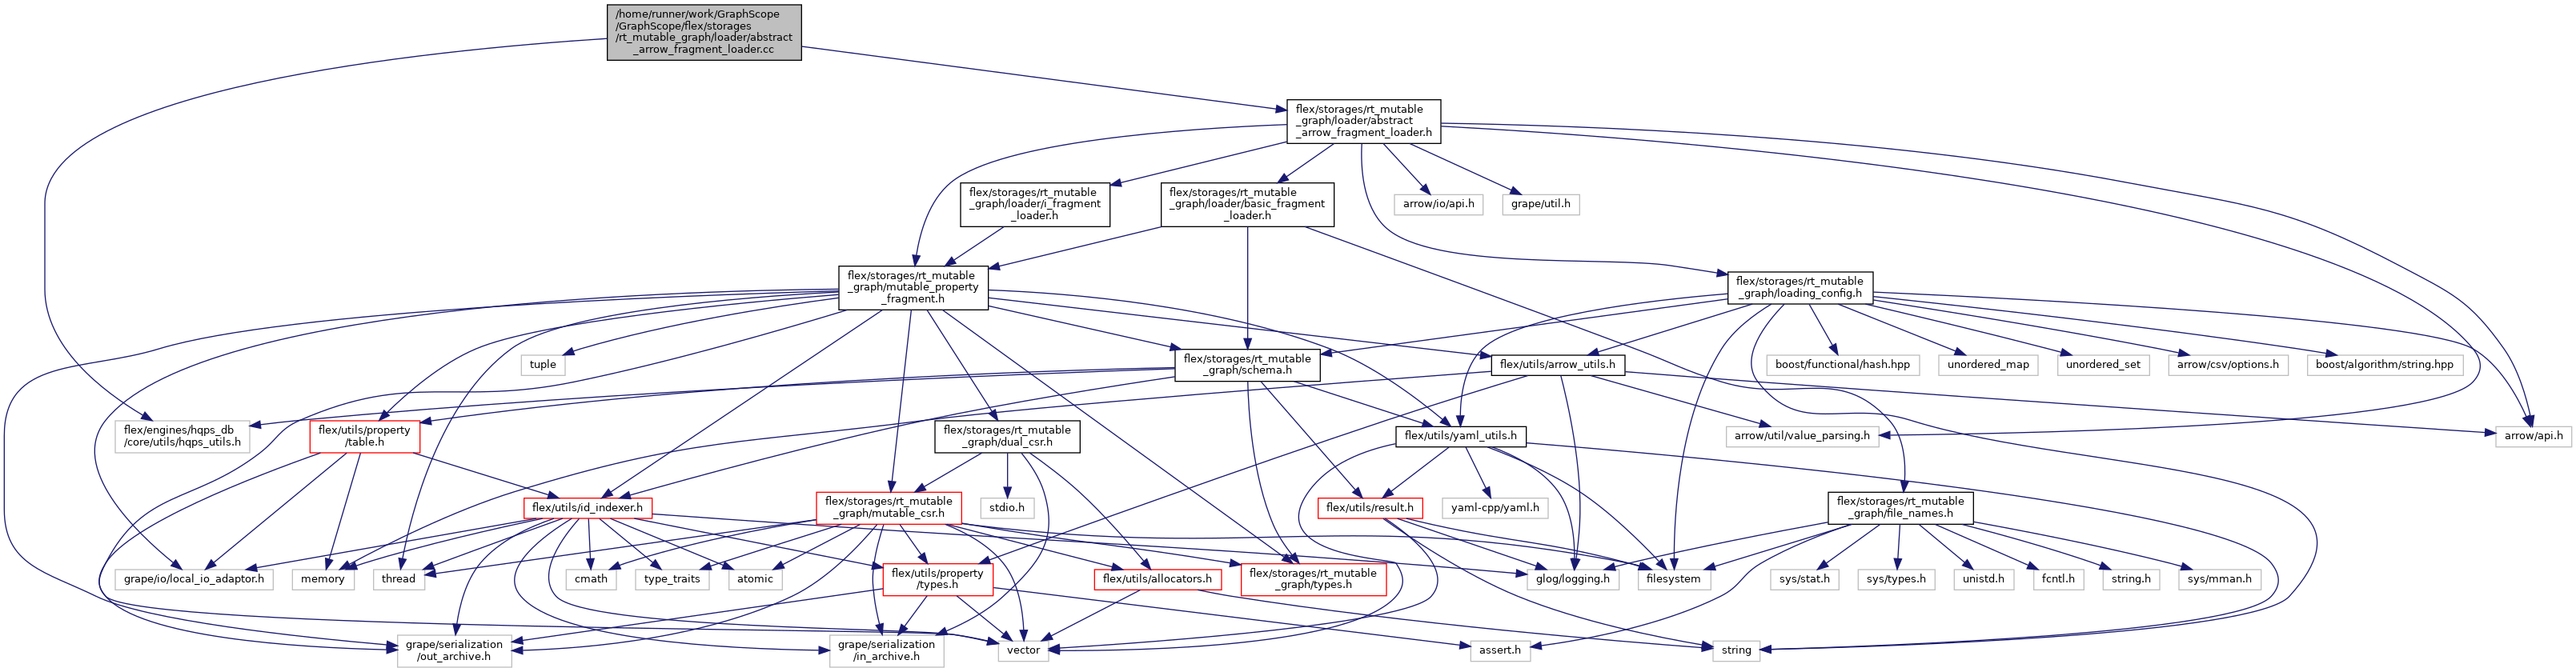 /home/runner/work/GraphScope
/GraphScope/flex/storages
/rt_mutable_graph/loader/abstract
_arrow_fragment_loader.cc
flex/storages/rt_mutable
_graph/loader/abstract
_arrow_fragment_loader.h
flex/storages/rt_mutable
_graph/loader/i_fragment
_loader.h
flex/storages/rt_mutable
_graph/loader/basic_fragment
_loader.h
arrow/io/api.h
grape/util.h
flex/storages/rt_mutable
_graph/mutable_property
_fragment.h
flex/storages/rt_mutable
_graph/loading_config.h
tuple
flex/storages/rt_mutable
_graph/schema.h
flex/utils/arrow_utils.h
boost/functional/hash.hpp
unordered_map
unordered_set
arrow/csv/options.h
boost/algorithm/string.hpp
flex/engines/hqps_db
/core/utils/hqps_utils.h
flex/utils/property
/table.h
flex/storages/rt_mutable
_graph/dual_csr.h
flex/utils/yaml_utils.h
arrow/util/value_parsing.h
arrow/api.h
flex/utils/id_indexer.h
flex/storages/rt_mutable
_graph/mutable_csr.h
stdio.h
flex/utils/result.h
yaml-cpp/yaml.h
flex/storages/rt_mutable
_graph/file_names.h
grape/io/local_io_adaptor.h
memory
thread
cmath
type_traits
atomic
flex/utils/property
/types.h
flex/utils/allocators.h
flex/storages/rt_mutable
_graph/types.h
glog/logging.h
filesystem
sys/stat.h
sys/types.h
unistd.h
fcntl.h
string.h
sys/mman.h
grape/serialization
/out_archive.h
grape/serialization
/in_archive.h
vector
assert.h
string